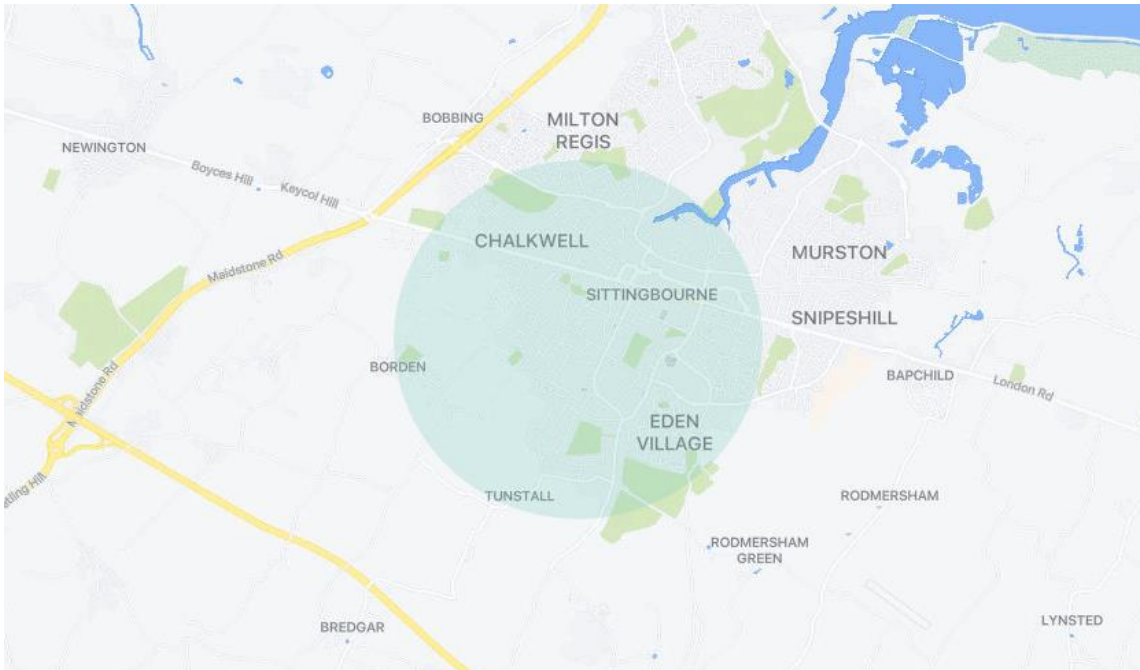 BOBBING
MILTON
REGIS
NEWINGTON
Boyces Hill
Keycol Hill
CHALKWELL
MURSTON
Maidstone Rd
SITTINGBOURNE
SNIPESHILL
BORDEN
BAPCHILD
London Rd
Maidstone Rd
EDEN
VILLAGE
tling Hill
TUNSTALL
RODMERSHAM
RODMERSHAM
GREEN
BREDGAR
LYNSTED